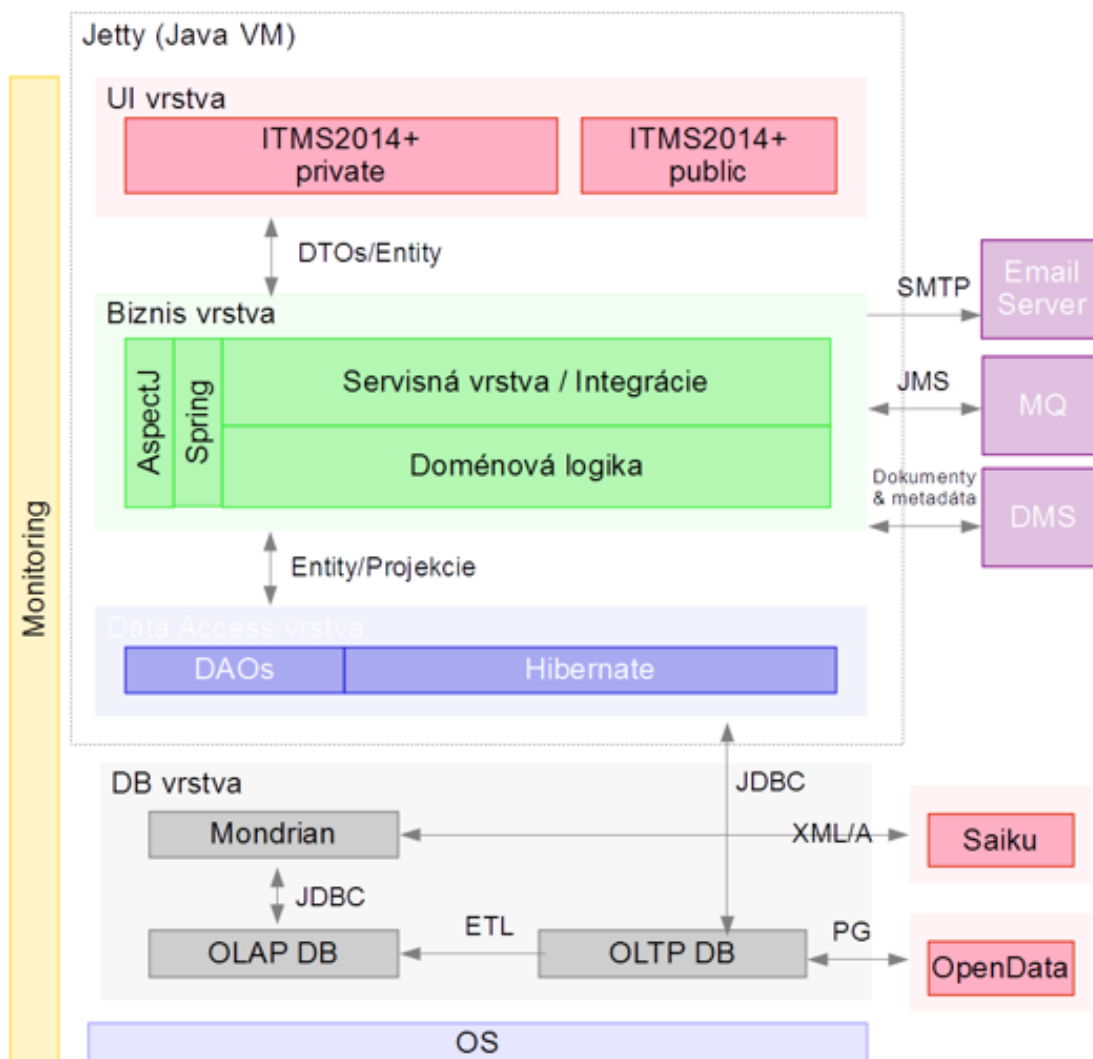 Jetty (Java VM)
UI vrstva
ITMS2014+
private
ITMS2014+
public
DTOs/Entity
Biznis vrstva
AspectJ
Spring
Servisná vrstva / Integrácie
Doménová logika
SMTP
Email
Server
JMS
MQ
Dokumenty
& metadáta
DMS
Monitoring
Entity/Projekcie
Data Access vrstva
DAOs
Hibernate
JDBC
DB vrstva
Mondrian
XML/A
Saiku
JDBC
OLAP DB
ETL
OLTP DB
PG
OpenData
OS